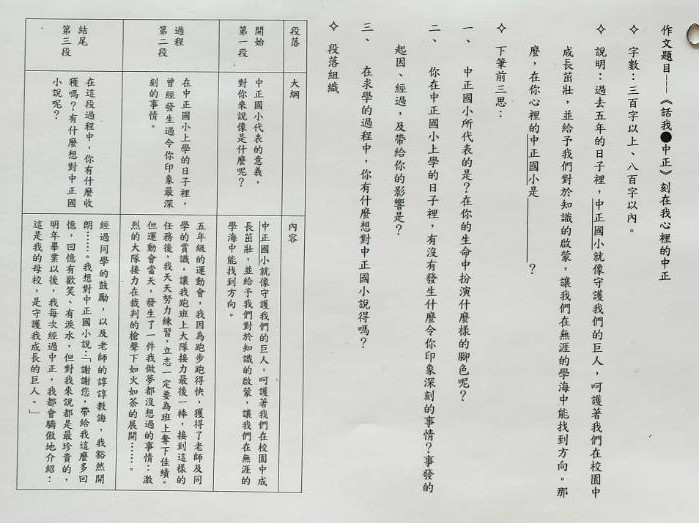 作文題目——《話我●中正》刻在我心裡的中正
✧ 字數：三百字以上、八百字以內。
✧ 說明：過去五年的日子裡，中正國小就像守護我們的巨人，呵護著我們在校園中
成長茁壯，並給予我們對於知識的啟蒙，讓我們在無涯的學海中能找到方向。那
麼，在你心裡的中正國小是＿＿＿＿＿？
✧ 下筆前三思：
一、 中正國小所代表的是？在你的生命中扮演什麼樣的腳色呢？
二、 你在中正國小上學的日子裡，有沒有發生什麼令你印象深刻的事情？事發的
起因、經過，及帶給你的影響是？
三、 在求學的過程中，你有什麼想對中正國小說得嗎？
✧ 段落組織
段落
大綱
內容
開始
第一段
中正國小代表的意義，
對你來說像是什麼呢？
中正國小就像守護我們的巨人，呵護著我們在校園中成
長茁壯，並給予我們對於知識的啟蒙，讓我們在無涯的
學海中能找到方向。
過程
第二段
在中正國小上學的日子裡，
曾經發生過令你印象最深
刻的事情。
五年級的運動會，我因為跑步跑得快，獲得了老師及同
學的賞識，讓我跑班上大隊接力最後一棒，接到這樣的
任務後，我天天努力練習，立志一定要為班上奪下佳績。
但運動會當天，發生了一件我做夢都沒想過的事情：激
烈的大隊接力在裁判的槍聲下如火如荼的展開……。
結尾
第三段
在這段過程中，你有什麼收
穫嗎？有什麼想對中正國
小說呢？
經過同學的鼓勵，以及老師的諄諄教誨，我豁然開
朗……。我想對中正國小說：「謝謝您，帶給我這麼多回
憶，回憶有歡笑、有淚水，但對我來說都是最珍貴的，
明年畢業以後，我每次經過中正，我都會驕傲地介紹：
這是我的母校，是守護我成長的巨人。」